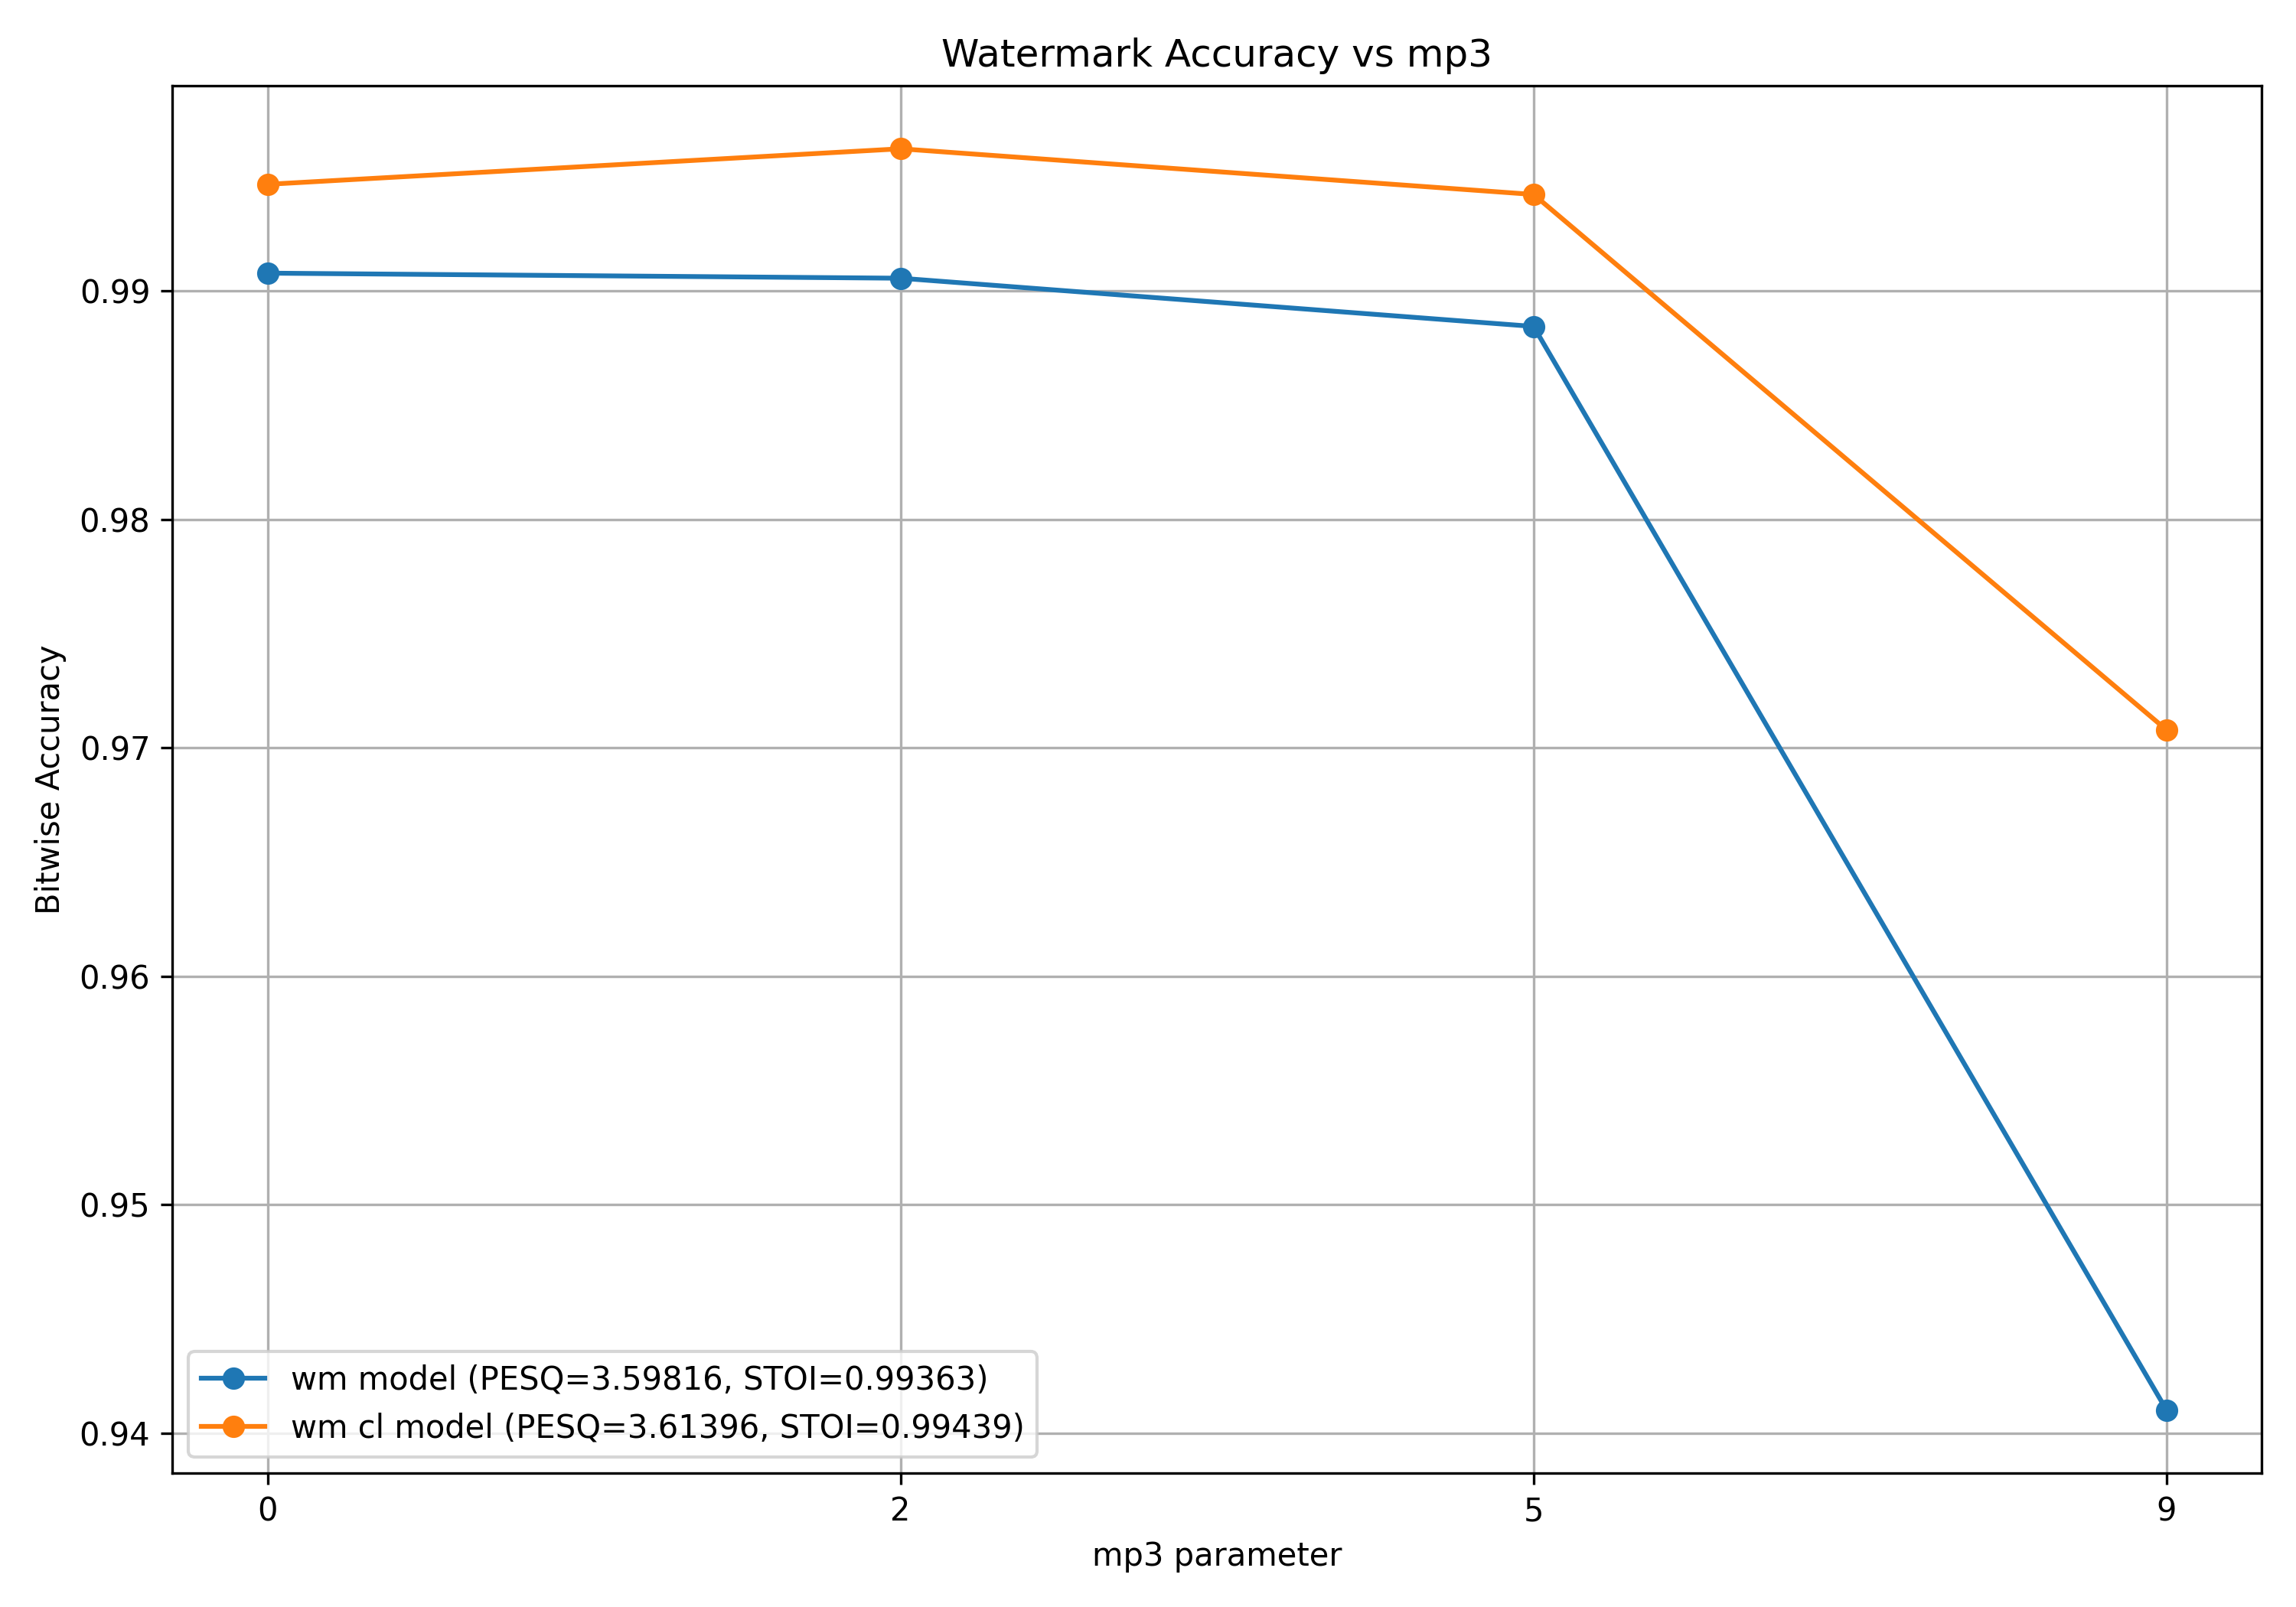 Watermark Accuracy vs mp3
0.99
0.98
0.97
0.96
0.95
0.94
Bitwise Accuracy
wm model (PESQ=3.59816, STOI=0.99363)
wm cl model (PESQ=3.61396, STOI=0.99439)
0 2 5 9
mp3 parameter